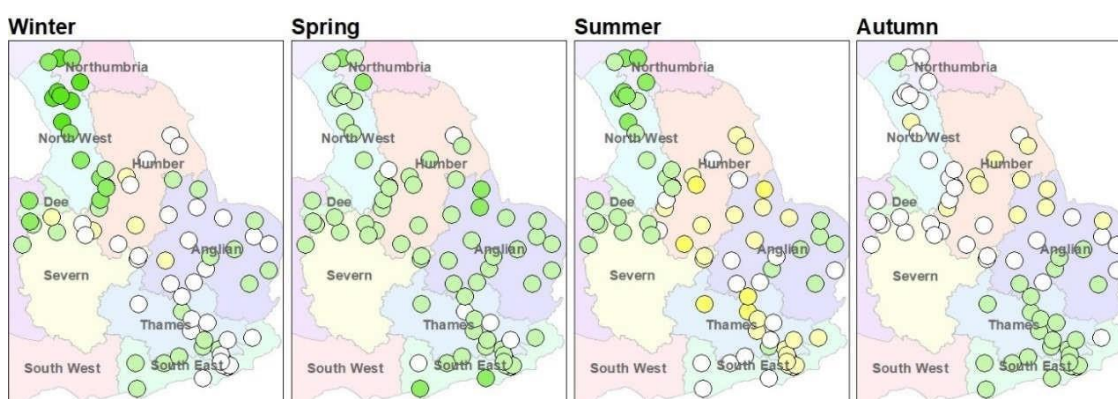 Winter
Northumbria
North West
Humber
Dee
Anglian
Severn
Thames
South West
South East
Spring
Northumbria
North West
Humber
Dee
Anglian
Severn
Thames
South West
South East
Summer
Northumbria
North West
Humber
Dee
Anglian
Severn
Thames
South West
South East
Autumn
Northumbria
North West
Humber
Dee
Anglian
Severn
Thames
South West
South East